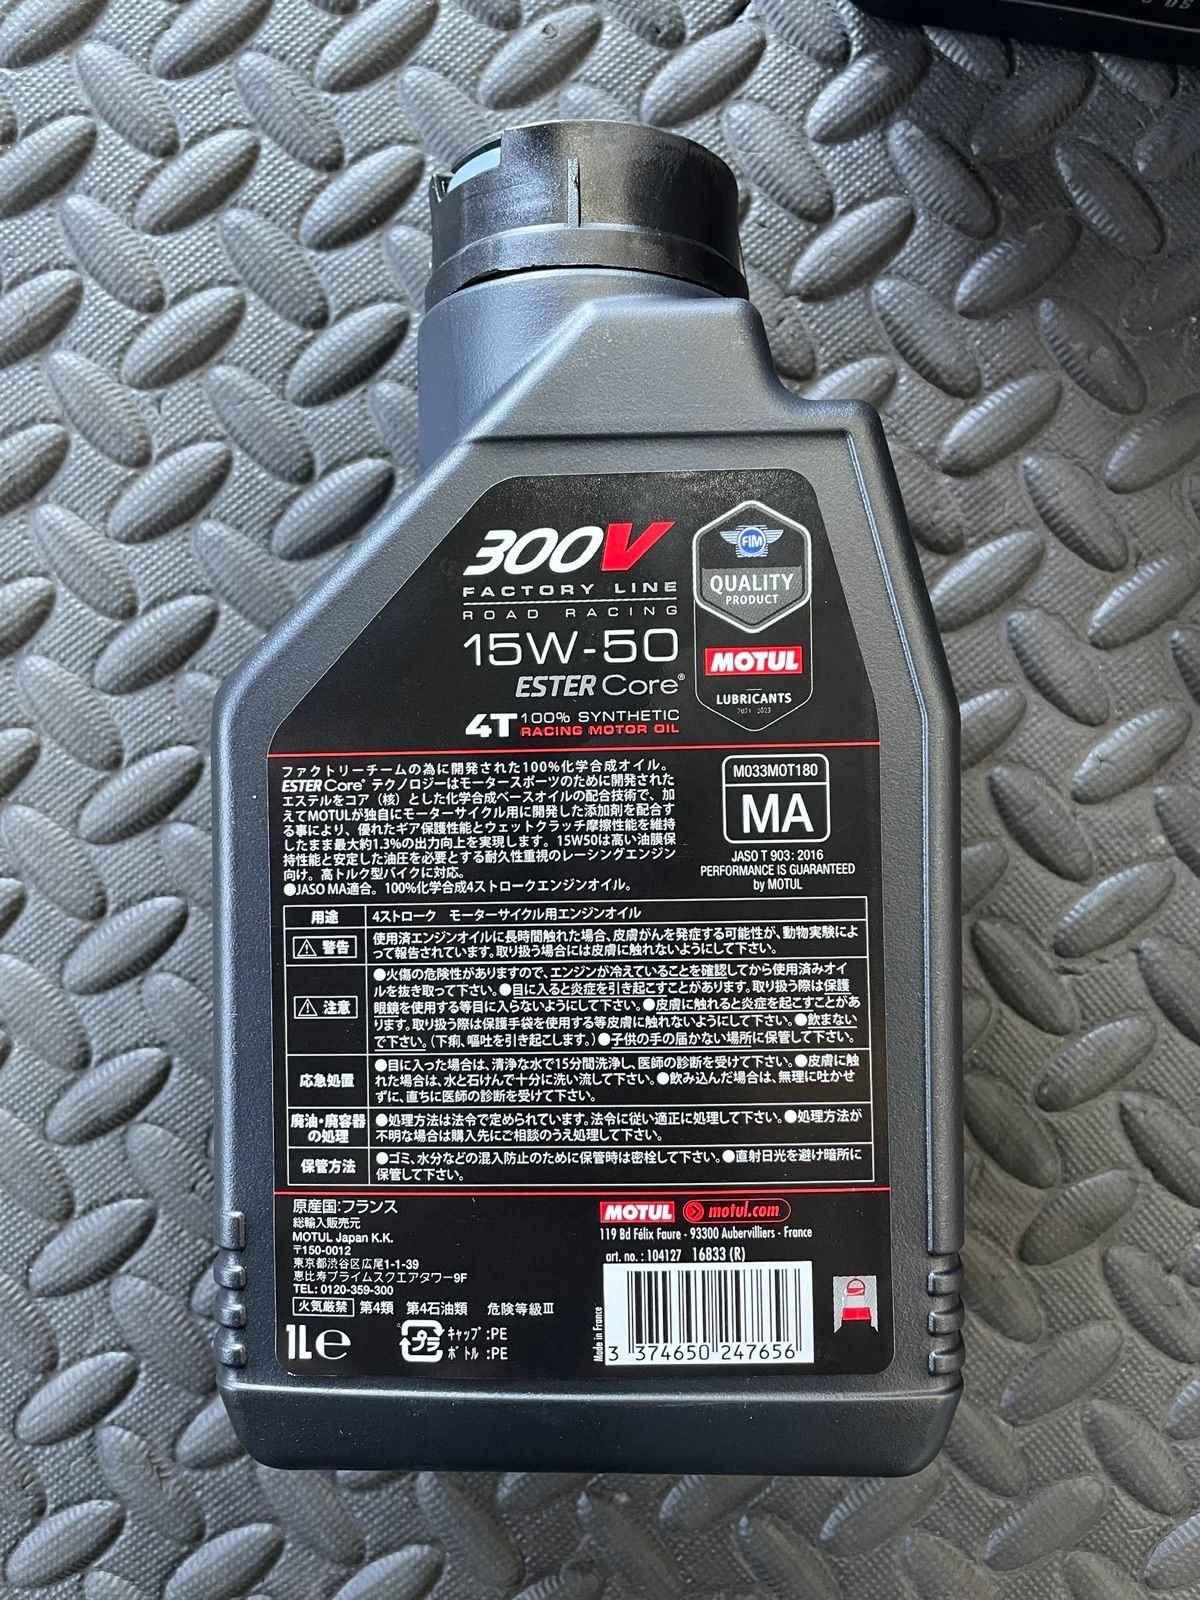 300V
FACTORY LINE
ROAD RACING
15W-50
ESTER Core®
4T 100% SYNTHETIC
RACING MOTOR OIL
FIM
QUALITY
PRODUCT
MOTUL
LUBRICANTS
2021-2023
ファクトリーチームの為に開発された100%化学合成オイル。
ESTER Core® テクノロジーはモータースポーツのために開発された
エステルをコア（核）とした化学合成ベースオイルの配合技術で、加
えてMOTULが独自にモーターサイクル用に開発した添加剤を配合す
る事により、優れたギア保護性能とウェットクラッチ摩擦性能を維持
したまま最大約1.3%の出力向上を実現します。15W50は高い油膜保
持性能と安定した油圧を必要とする耐久性重視のレーシングエンジン
向け。高トルク型バイクに対応。
●JASO MA適合。100%化学合成4ストロークエンジンオイル。
M033MOT180
MA
JASO T 903: 2016
PERFORMANCE IS GUARANTEED
by MOTUL
用途 4ストローク モーターサイクル用エンジンオイル
警告
使用済エンジンオイルに長時間触れた場合、皮膚がんを発症する可能性が、動物実験によ
って報告されています。取り扱う場合には皮膚に触れないようにして下さい。
注意
●火傷の危険性がありますので、エンジンが冷えていることを確認してから使用済みオイ
ルを抜き取って下さい。●目に入ると炎症を引き起こすことがあります。取り扱う際は保護
眼鏡を使用する等目に入らないようにして下さい。●皮膚に触れると炎症を起こすことがあ
ります。取り扱う際は保護手袋を使用する等皮膚に触れないようにして下さい。●飲まない
で下さい。（下痢、嘔吐を引き起こします。）●子供の手の届かない場所に保管して下さい。
応急処置
●目に入った場合は、清浄な水で15分間洗浄し、医師の診断を受けて下さい。●皮膚に触
れた場合は、水と石けんで十分に洗い流して下さい。●飲み込んだ場合は、無理に吐かせ
ずに、直ちに医師の診断を受けて下さい。
廃油・廃容器
の処理
●処理方法は法令で定められています。法令に従い適正に処理して下さい。●処理方法が
不明な場合は購入先にご相談のうえ処理して下さい。
保管方法
●ゴミ、水分などの混入防止のために保管時は密栓して下さい。●直射日光を避け暗所に
保管して下さい。
原産国：フランス
総輸入販売元
MOTUL Japan K.K.
〒150-0012
東京都渋谷区広尾1-1-39
恵比寿プライムスクエアタワー9F
TEL: 0120-359-300
火気厳禁 第4類 第4石油類 危険等級Ⅲ
1L℮
プラ
キャップ :PE
ボトル :PE
MOTUL motul.com
119 Bd Félix Faure - 93300 Aubervilliers - France
art. no.: 104127 16833 (R)
Made in France
3 374650 247656